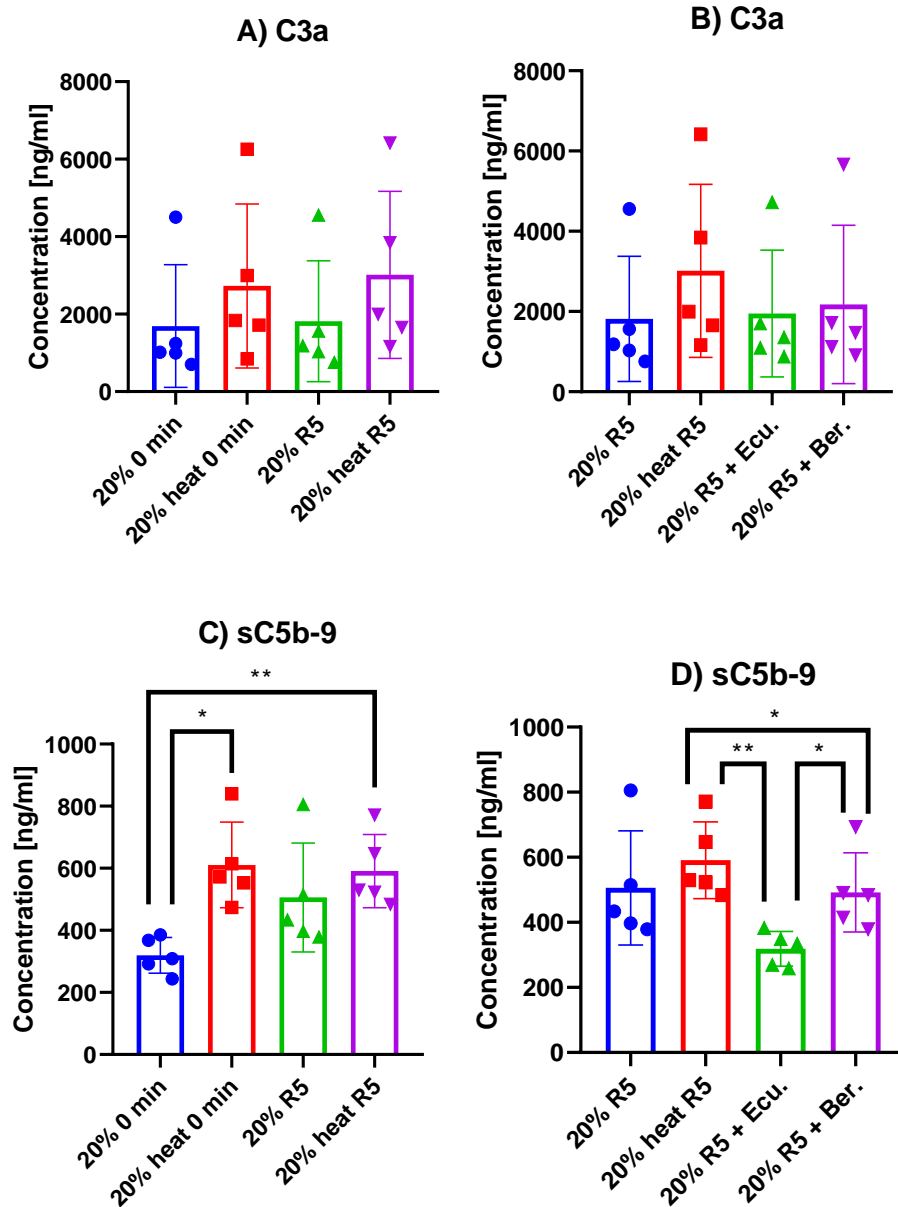 A) C3a
Concentration [ng/ml]
8000
6000
4000
2000
0
20% 0 min
20% heat 0 min
20% R5
20% heat R5
B) C3a
Concentration [ng/ml]
8000
6000
4000
2000
0
20% R5
20% heat R5
20% R5 + Ecu.
20% R5 + Ber.
C) sC5b-9
**
*
Concentration [ng/ml]
1000
800
600
400
200
0
20% 0 min
20% heat 0 min
20% R5
20% heat R5
D) sC5b-9
*
** *
Concentration [ng/ml]
1000
800
600
400
200
0
20% R5
20% heat R5
20% R5 + Ecu.
20% R5 + Ber.